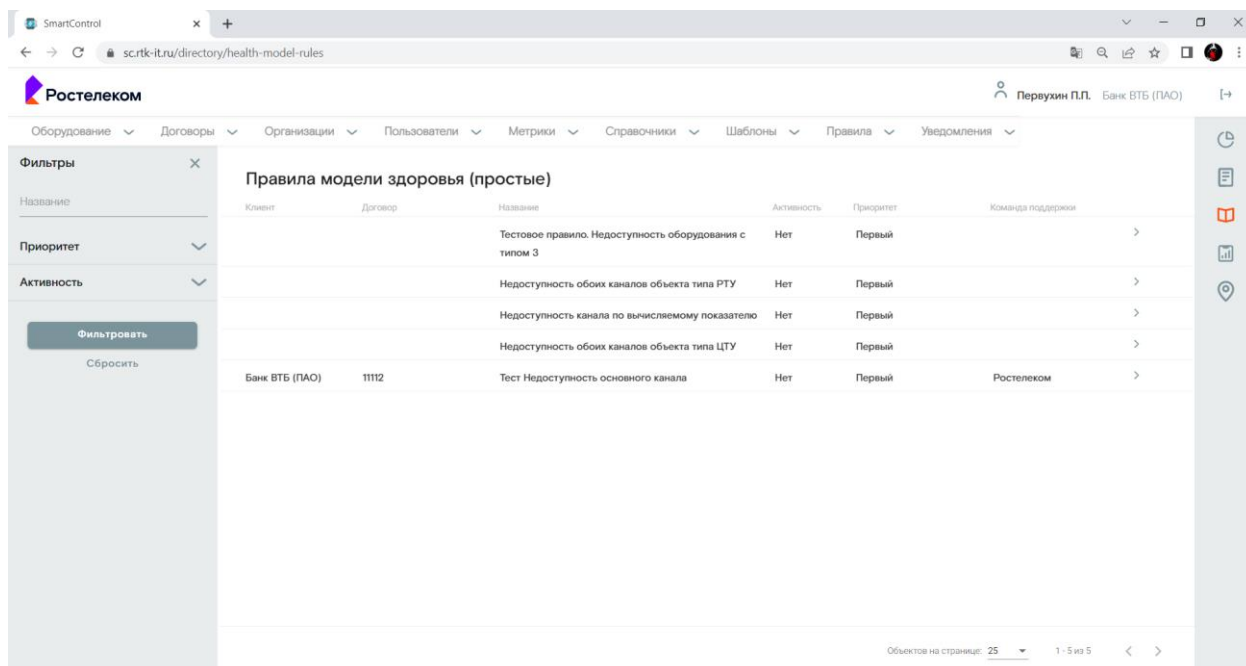 SmartControl
sc.rtk-it.ru/directory/health-model-rules
Ростелеком
Первухин П.П. Банк ВТБ (ПАО)
Оборудование Договоры Организации Пользователи Метрики Справочники Шаблоны Правила Уведомления
Фильтры
Название
Приоритет
Активность
Фильтровать
Сбросить
Правила модели здоровья (простые)
Клиент Договор Название Активность Приоритет Команда поддержки
Тестовое правило. Недоступность оборудования с Нет Первый
типом 3
Недоступность обоих каналов объекта типа РТУ Нет Первый
Недоступность канала по вычисляемому показателю Нет Первый
Недоступность обоих каналов объекта типа ЦТУ Нет Первый
Банк ВТБ (ПАО) 11112 Тест Недоступность основного канала Нет Первый Ростелеком
Объектов на странице: 25 1 - 5 из 5